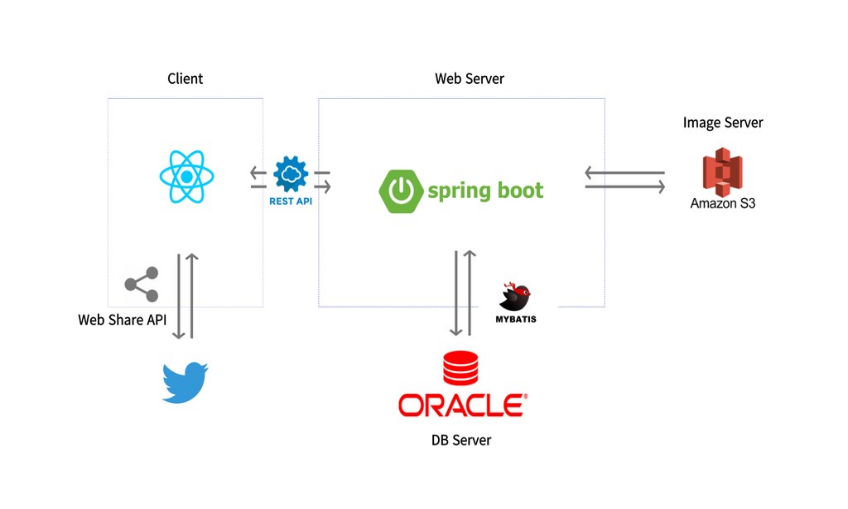 Client
Web Server
Image Server
REST API
spring boot
Amazon S3
Web Share API
MYBATIS
ORACLE®
DB Server